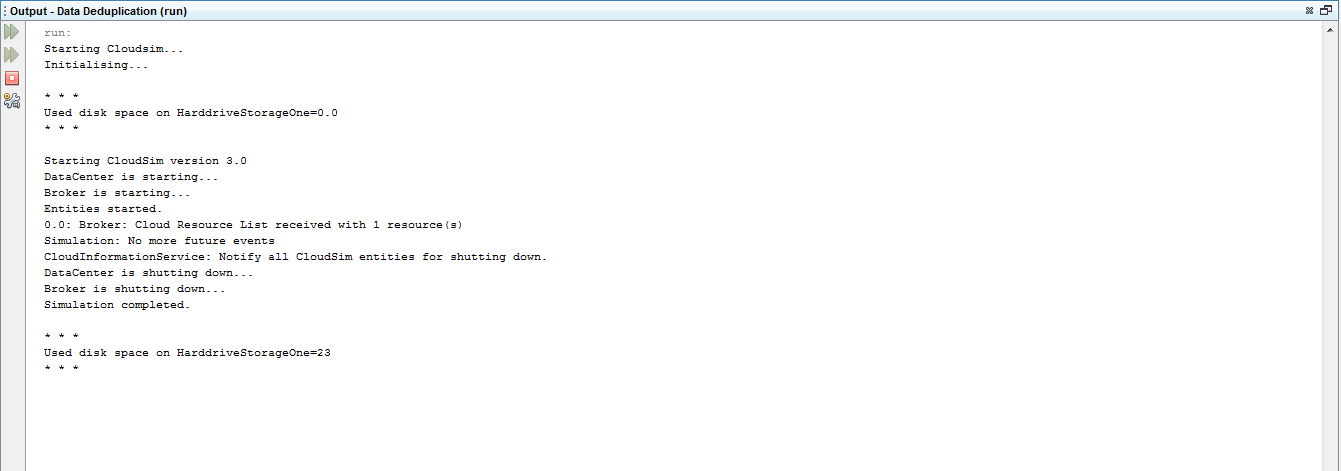 Output - Data Deduplication (run)
run:
Starting Cloudsim...
Initialising...
* * *
Used disk space on HarddriveStorageOne=0.0
* * *
Starting CloudSim version 3.0
DataCenter is starting...
Broker is starting...
Entities started.
0.0: Broker: Cloud Resource List received with 1 resource(s)
Simulation: No more future events
CloudInformationService: Notify all CloudSim entities for shutting down.
DataCenter is shutting down...
Broker is shutting down...
Simulation completed.
* * *
Used disk space on HarddriveStorageOne=23
* * *